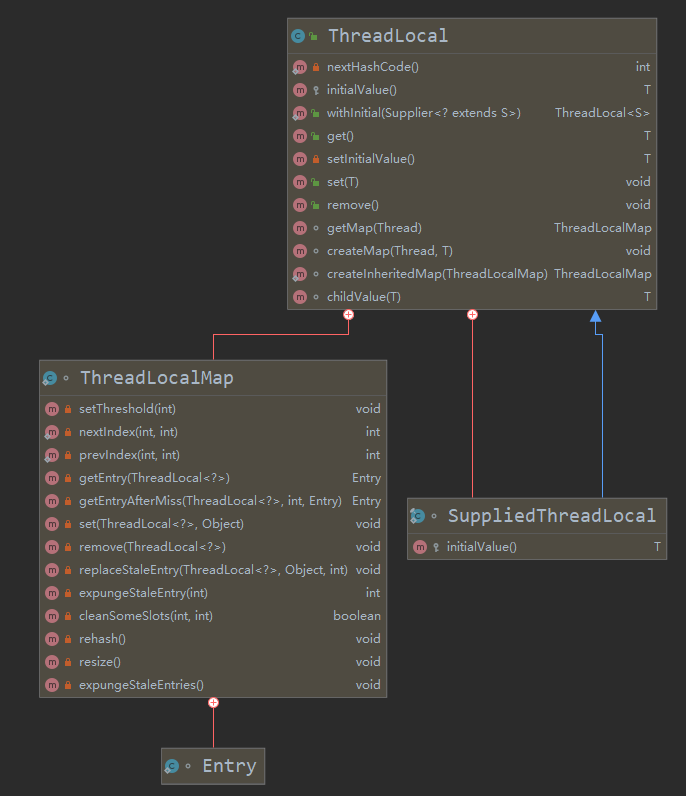 ThreadLocal
nextHashCode() int
initialValue() T
withInitial(Supplier<? extends S>) ThreadLocal<S>
get() T
setInitialValue() T
set(T) void
remove() void
getMap(Thread) ThreadLocalMap
createMap(Thread, T) void
createInheritedMap(ThreadLocalMap) ThreadLocalMap
childValue(T) T
ThreadLocalMap
setThreshold(int) void
nextIndex(int, int) int
prevIndex(int, int) int
getEntry(ThreadLocal<?>) Entry
getEntryAfterMiss(ThreadLocal<?>, int, Entry) Entry
set(ThreadLocal<?>, Object) void
remove(ThreadLocal<?>) void
replaceStaleEntry(ThreadLocal<?>, Object, int) void
expungeStaleEntry(int) int
cleanSomeSlots(int, int) boolean
rehash() void
resize() void
expungeStaleEntries() void
SuppliedThreadLocal
initialValue() T
Entry